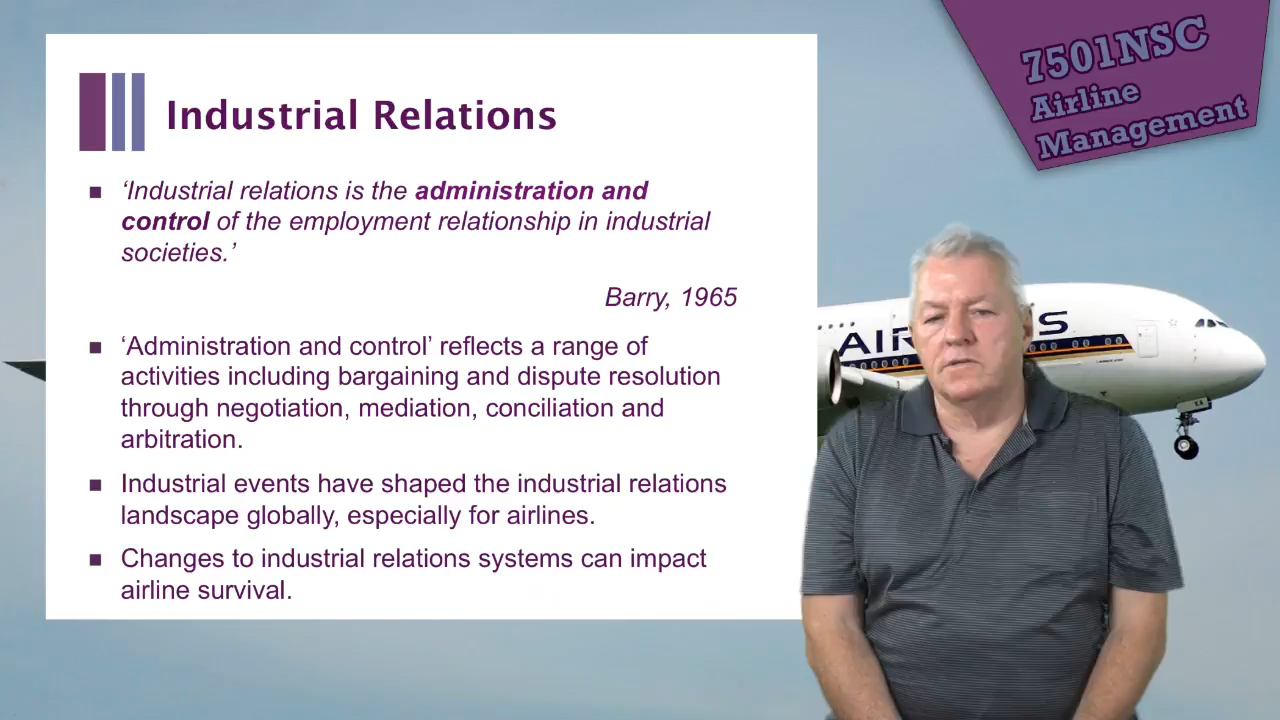 7501NSC
Airline
Management
Industrial Relations
‘Industrial relations is the administration and
control of the employment relationship in industrial
societies.’
Barry, 1965
‘Administration and control’ reflects a range of
activities including bargaining and dispute resolution
through negotiation, mediation, conciliation and
arbitration.
Industrial events have shaped the industrial relations
landscape globally, especially for airlines.
Changes to industrial relations systems can impact
airline survival.